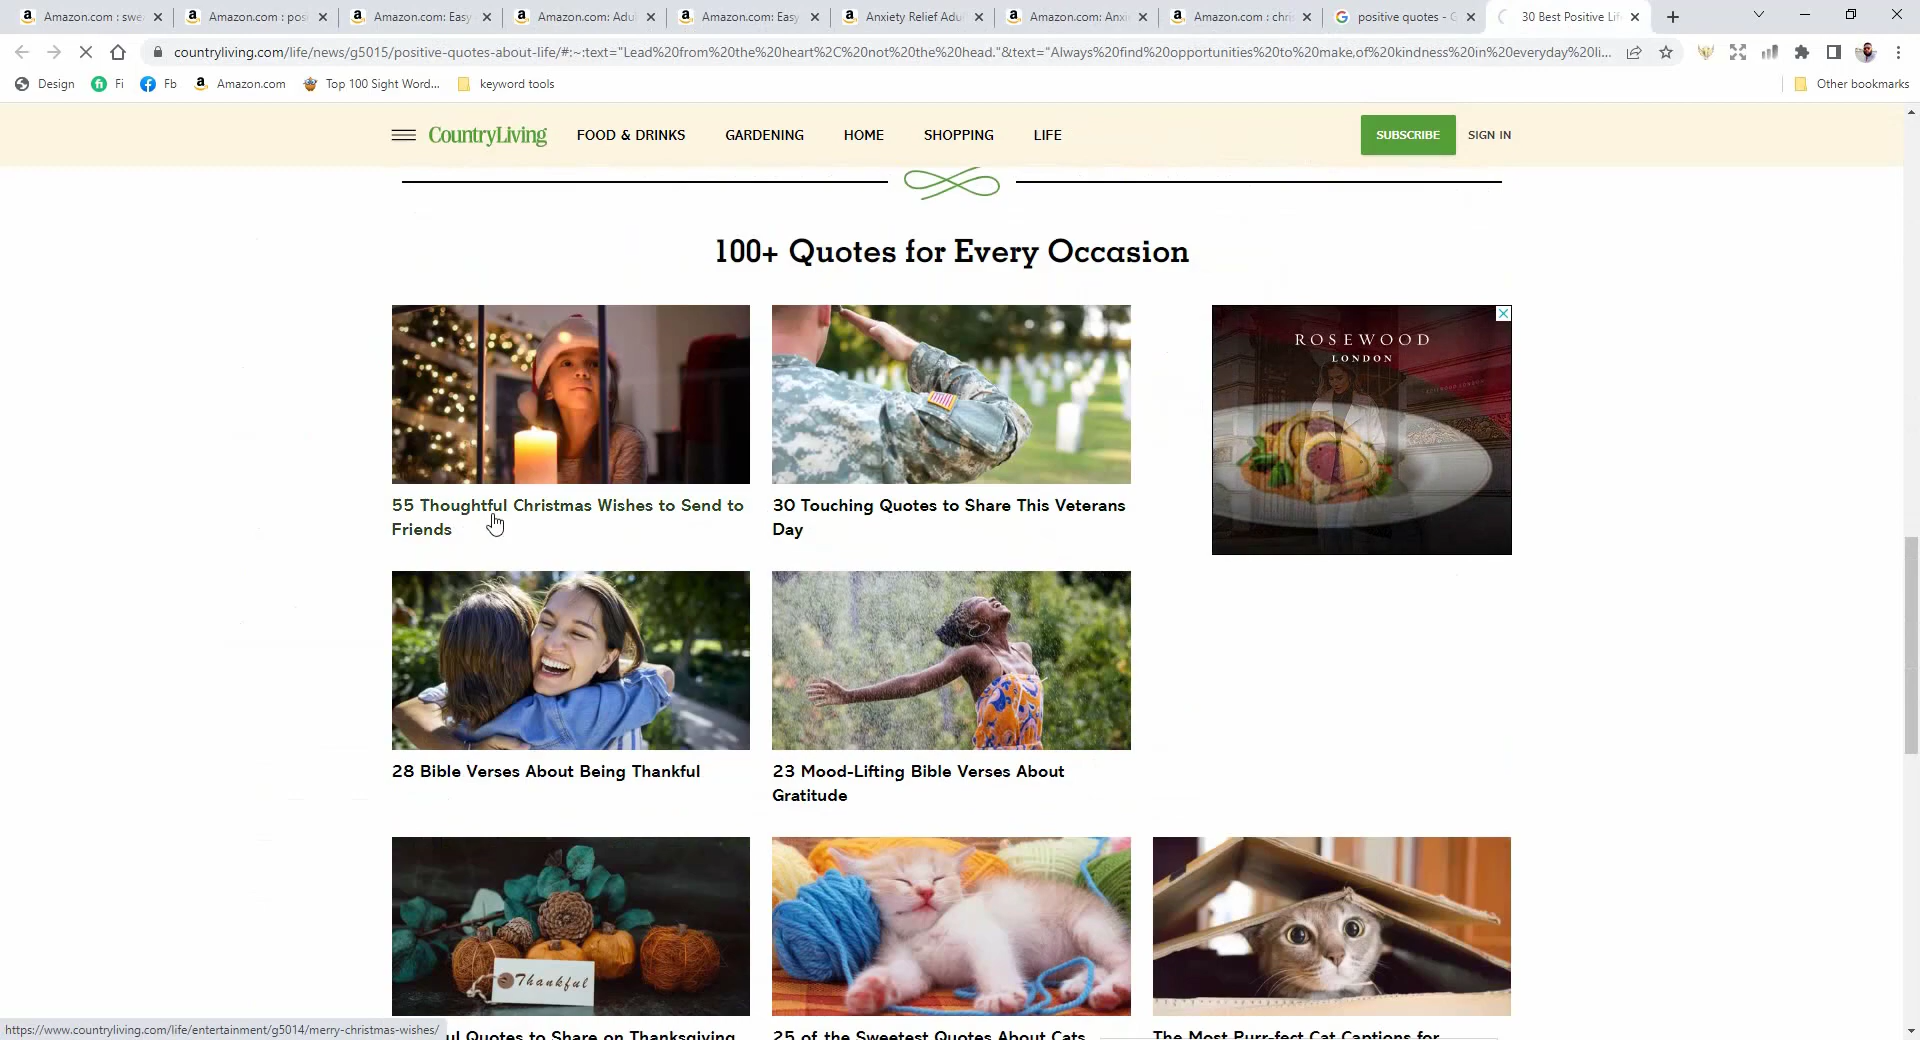 Amazon.com : swe
Amazon.com : pos
Amazon.com: Easy
Amazon.com: Adu
Amazon.com: Easy
Anxiety Relief Adu
Amazon.com: Anxi
Amazon.com : chri
positive quotes - G
30 Best Positive Lif
countryliving.com/life/news/g5015/positive-quotes-about-life/#:~:text="Lead%20from%20the%20heart%2C%20not%20the%20head."&text="Always%20find%20opportunities%20to%20make,of%20kindness%20in%20everyday%20li...
Design
Fi
Fb
Amazon.com
Top 100 Sight Word...
keyword tools
Other bookmarks
CountryLiving
FOOD & DRINKS
GARDENING
HOME
SHOPPING
LIFE
SUBSCRIBE
SIGN IN
100+ Quotes for Every Occasion
ROSEWOOD
LONDON
55 Thoughtful Christmas Wishes to Send to
Friends
30 Touching Quotes to Share This Veterans
Day
28 Bible Verses About Being Thankful
23 Mood-Lifting Bible Verses About
Gratitude
Thankful
ul Quotes to Share on Thanksgiving
25 of the Sweetest Quotes About Cats
The Most Purr-fect Cat Captions for
https://www.countryliving.com/life/entertainment/g5014/merry-christmas-wishes/